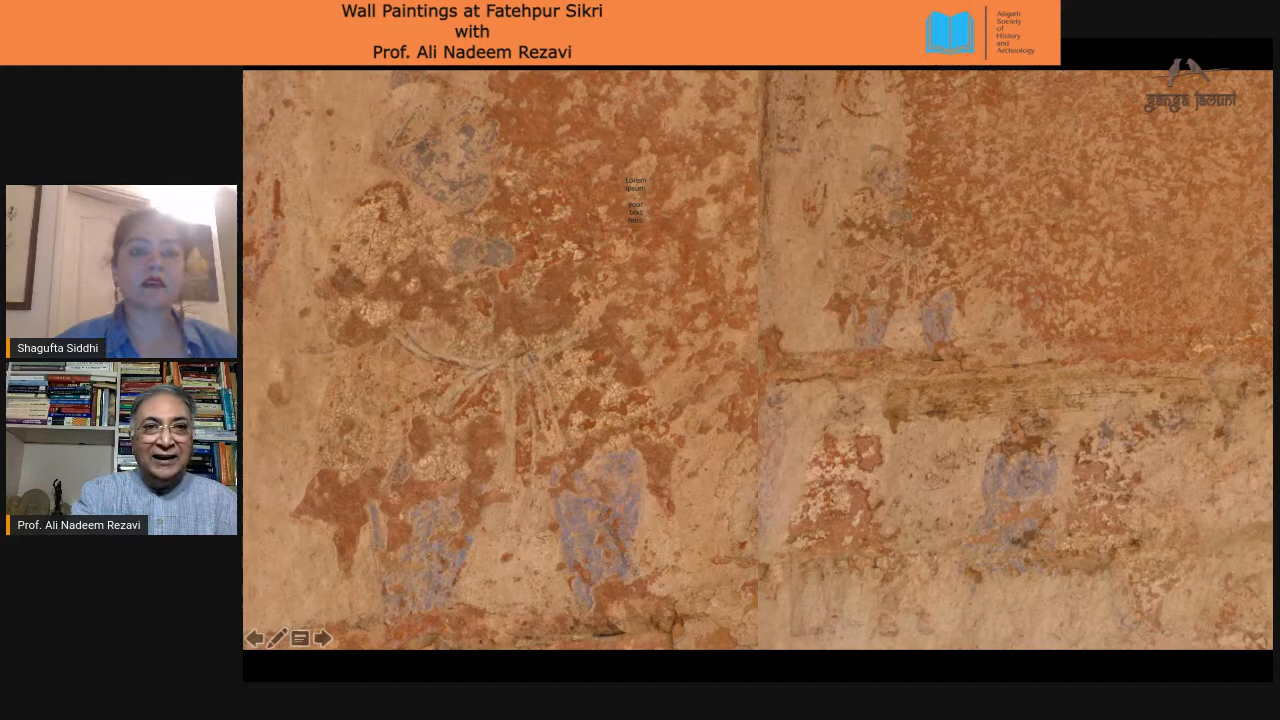 Wall Paintings at Fatehpur Sikri
with
Prof. Ali Nadeem Rezavi
Aligarh
Society
of
History
and
Archeology
ganga jamuni
Lorem
ipsum
your
text
here
Shagufta Siddhi
Prof. Ali Nadeem Rezavi